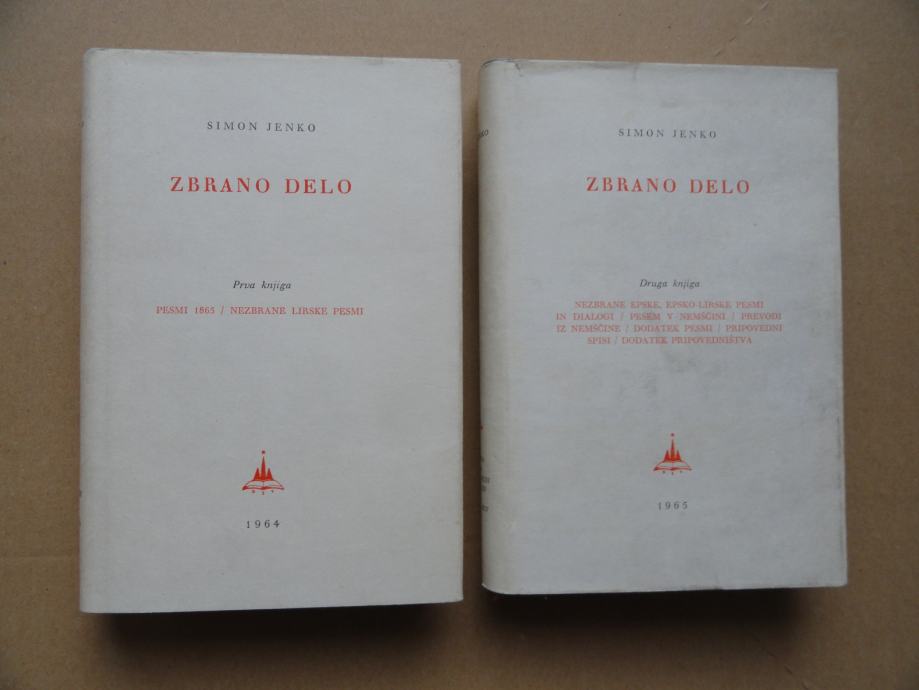 SIMON JENKO
ZBRANO DELO
Prva knjiga
PESMI 1865 / NEZBRANE LIRSKE PESMI
1964
SIMON JENKO
ZBRANO DELO
Druga knjiga
NEZBRANE EPSKE, EPSKO-LIRSKE PESMI
IN DIALOGI / PESEM V NEMŠČINI / PREVODI
IZ NEMŠČINE / DODATEK PESMI / PRIPOVEDNI
SPISI / DODATEK PRIPOVEDNIŠTVA
1965